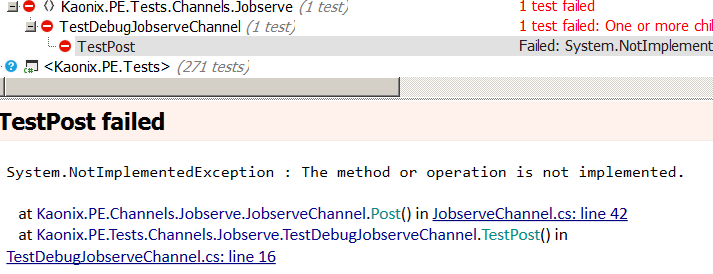 Kaonix.PE.Tests.Channels.Jobserve (1 test) 1 test failed
TestDebugJobserveChannel (1 test) 1 test failed: One or more chil
TestPost Failed: System.NotImplement
<Kaonix.PE.Tests> (271 tests)
TestPost failed
System.NotImplementedException : The method or operation is not implemented.
at Kaonix.PE.Channels.Jobserve.JobserveChannel.Post() in JobserveChannel.cs: line 42
at Kaonix.PE.Tests.Channels.Jobserve.TestDebugJobserveChannel.TestPost() in
TestDebugJobserveChannel.cs: line 16